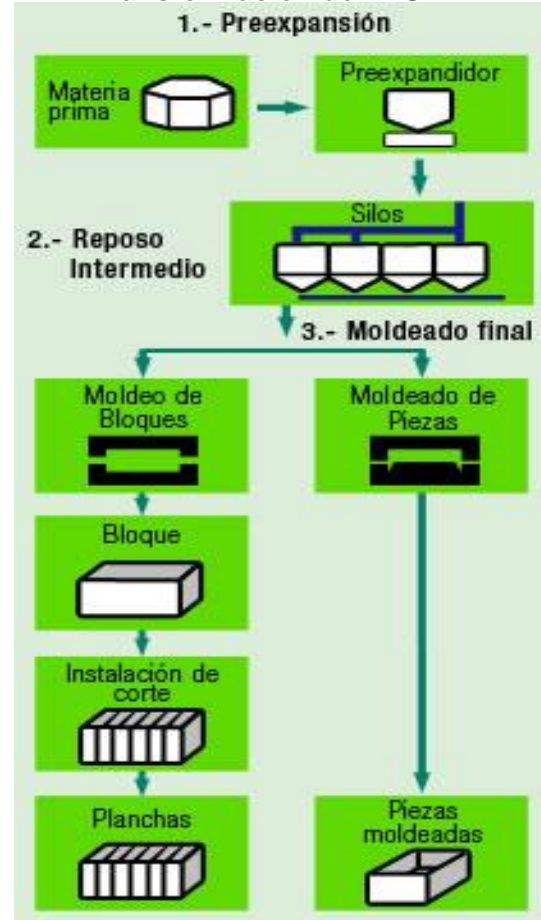 1.- Preexpansión
Materia
prima
Preexpandidor
Silos
2.- Reposo
Intermedio
3.- Moldeado final
Moldeo de
Bloques
Moldeado de
Piezas
Bloque
Instalación de
corte
Planchas
Piezas
moldeadas